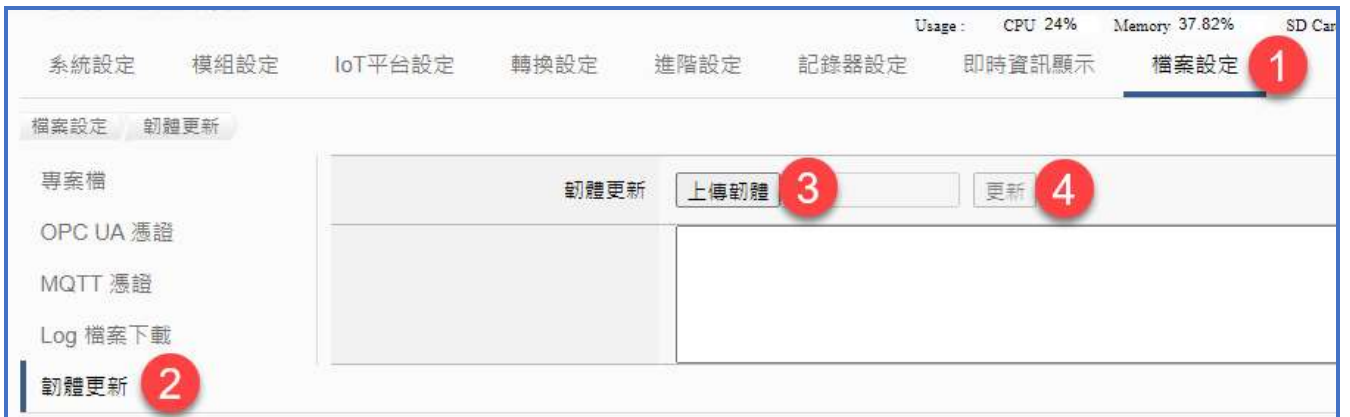 Usage : CPU 24% Memory 37.82% SD Car
系統設定 模組設定 IoT平台設定 轉換設定 進階設定 記錄器設定 即時資訊顯示 檔案設定 1
檔案設定 韌體更新
專案檔
韌體更新 上傳韌體 3 更新 4
OPC UA 憑證
MQTT 憑證
Log 檔案下載
韌體更新 2